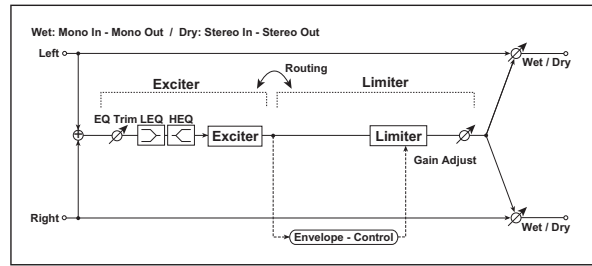 Wet: Mono In - Mono Out / Dry: Stereo In - Stereo Out
Left
Wet / Dry
Routing
Exciter
Limiter
EQ Trim LEQ HEQ
Exciter
Limiter
Gain Adjust
Right
Wet / Dry
Envelope - Control